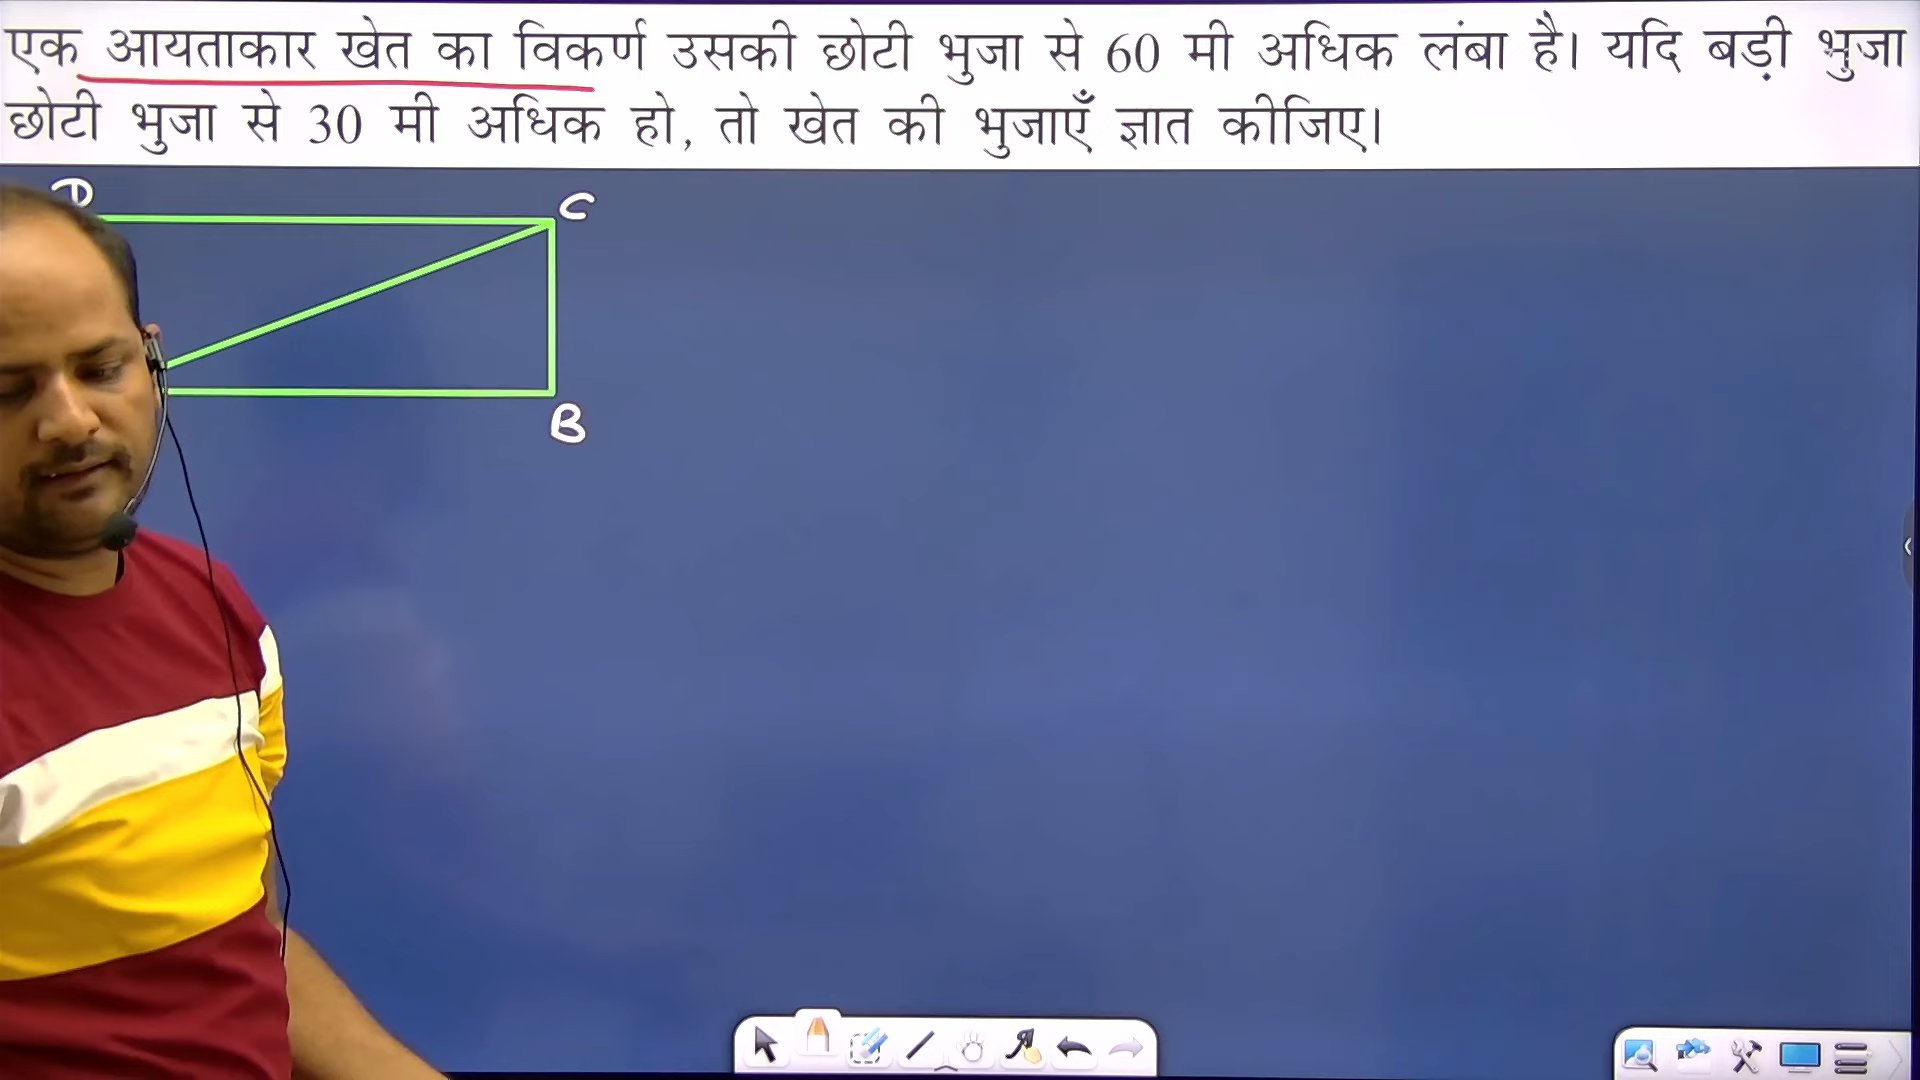 एक आयताकार खेत का विकर्ण उसकी छोटी भुजा से 60 मी अधिक लंबा है। यदि बड़ी भुजा
छोटी भुजा से 30 मी अधिक हो, तो खेत की भुजाएँ ज्ञात कीजिए।
D
C
B